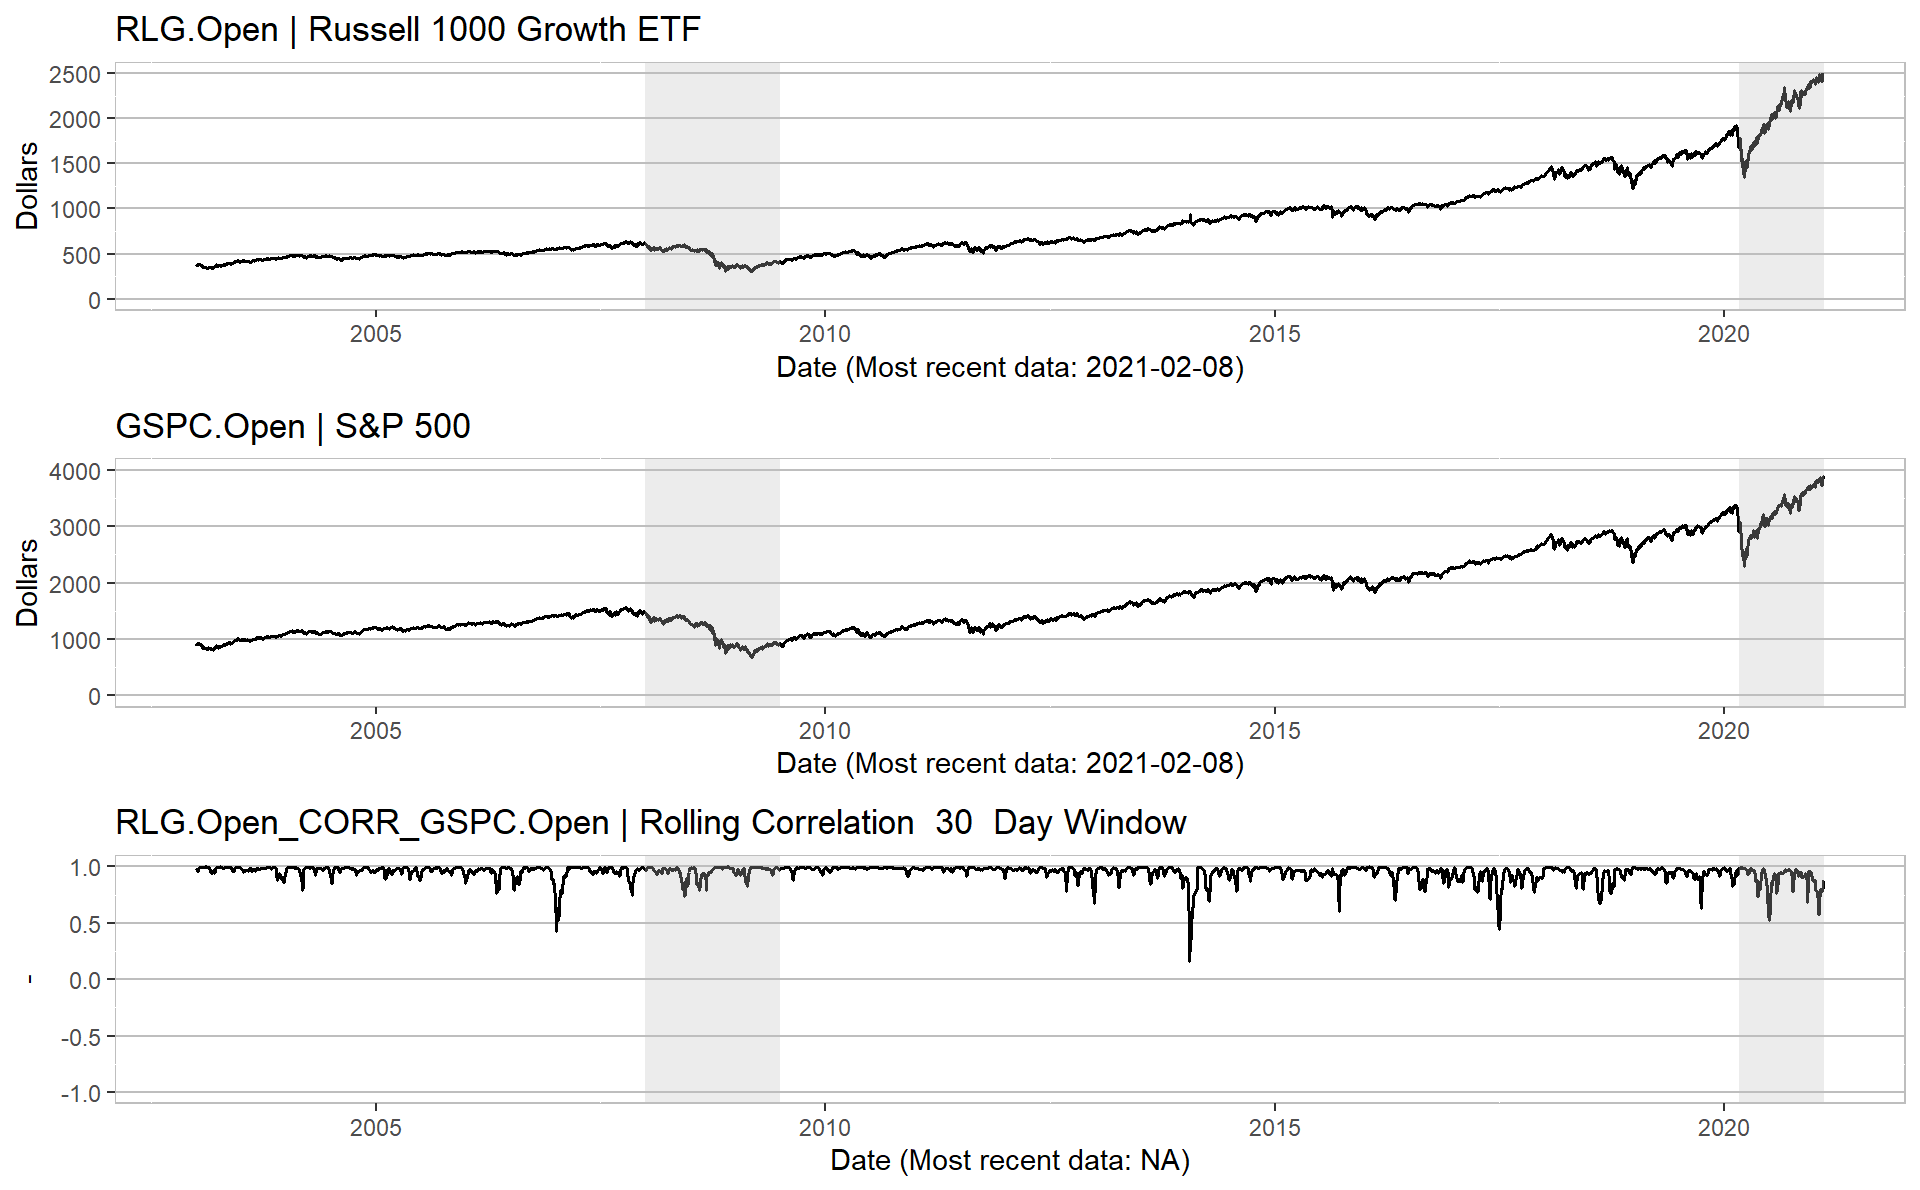 RLG.Open | Russell 1000 Growth ETF
2500
2000
1500
1000
500
0
Dollars
2005 2010 2015 2020
Date (Most recent data: 2021-02-08)
GSPC.Open | S&P 500
4000
3000
2000
1000
0
Dollars
2005 2010 2015 2020
Date (Most recent data: 2021-02-08)
RLG.Open_CORR_GSPC.Open | Rolling Correlation  30  Day Window
1.0
0.5
0.0
-0.5
-1.0
-
2005 2010 2015 2020
Date (Most recent data: NA)